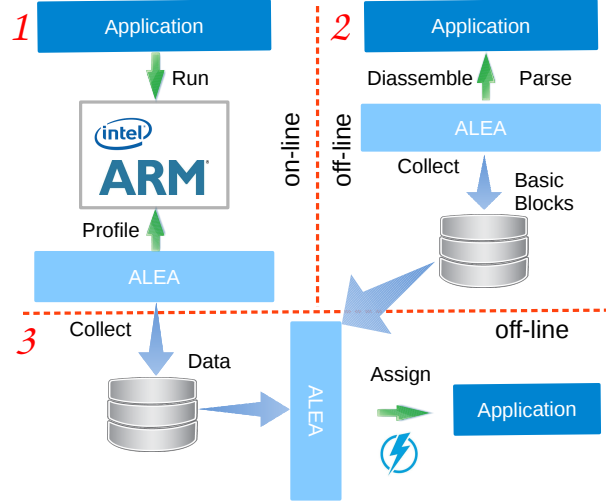 1
Application
Run
intel
ARM
Profile
ALEA
on-line
2
Application
Diassemble
Parse
ALEA
Collect
Basic
Blocks
off-line
3
Collect
Data
ALEA
off-line
Assign
Application